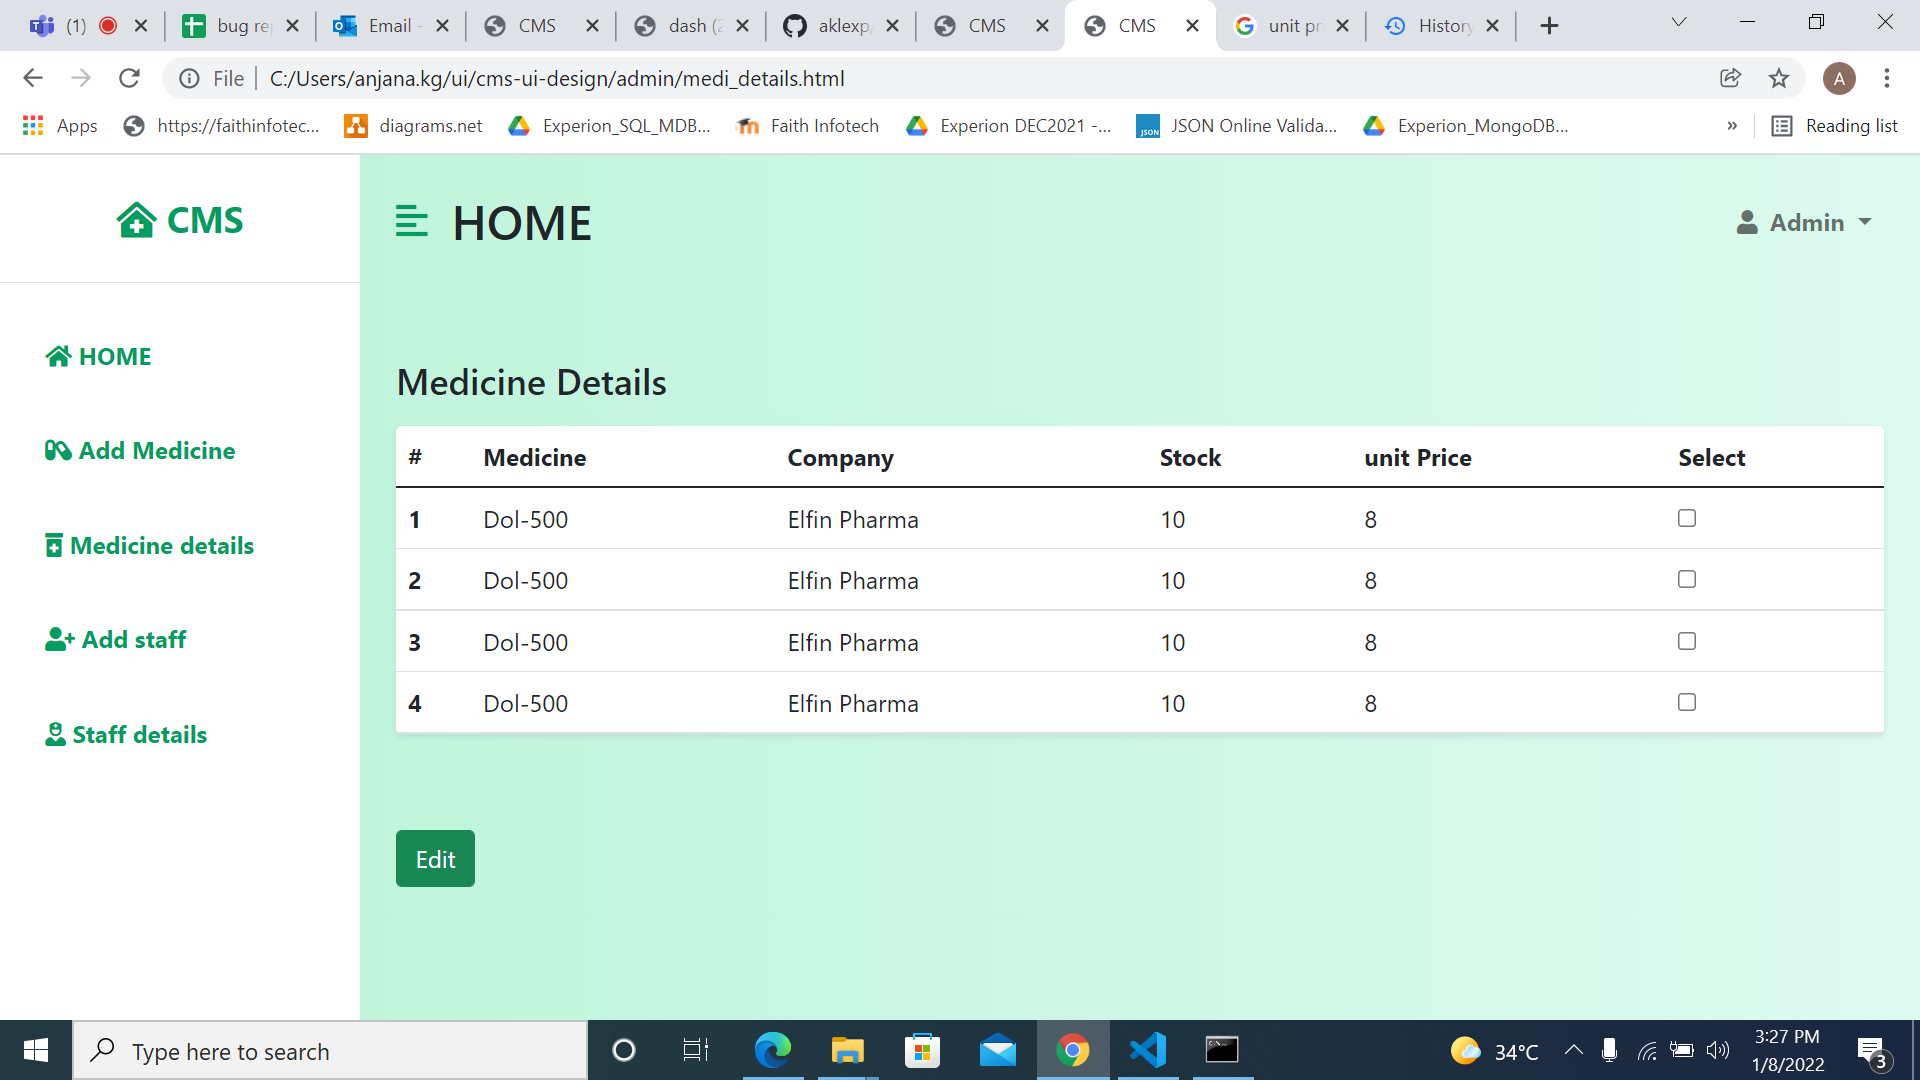 (1) bug re Email - CMS dash (2 aklexp/ CMS CMS unit pr History
File C:/Users/anjana.kg/ui/cms-ui-design/admin/medi_details.html A
Apps https://faithinfotec... diagrams.net Experion_SQL_MDB... Faith Infotech Experion DEC2021 -... JSON JSON Online Valida... Experion_MongoDB... » Reading list
CMS
HOME
Admin
HOME
Add Medicine
Medicine details
Add staff
Staff details
Medicine Details
# Medicine Company Stock unit Price Select
1 Dol-500 Elfin Pharma 10 8
2 Dol-500 Elfin Pharma 10 8
3 Dol-500 Elfin Pharma 10 8
4 Dol-500 Elfin Pharma 10 8
Edit
Type here to search
34°C
3:27 PM
1/8/2022
3